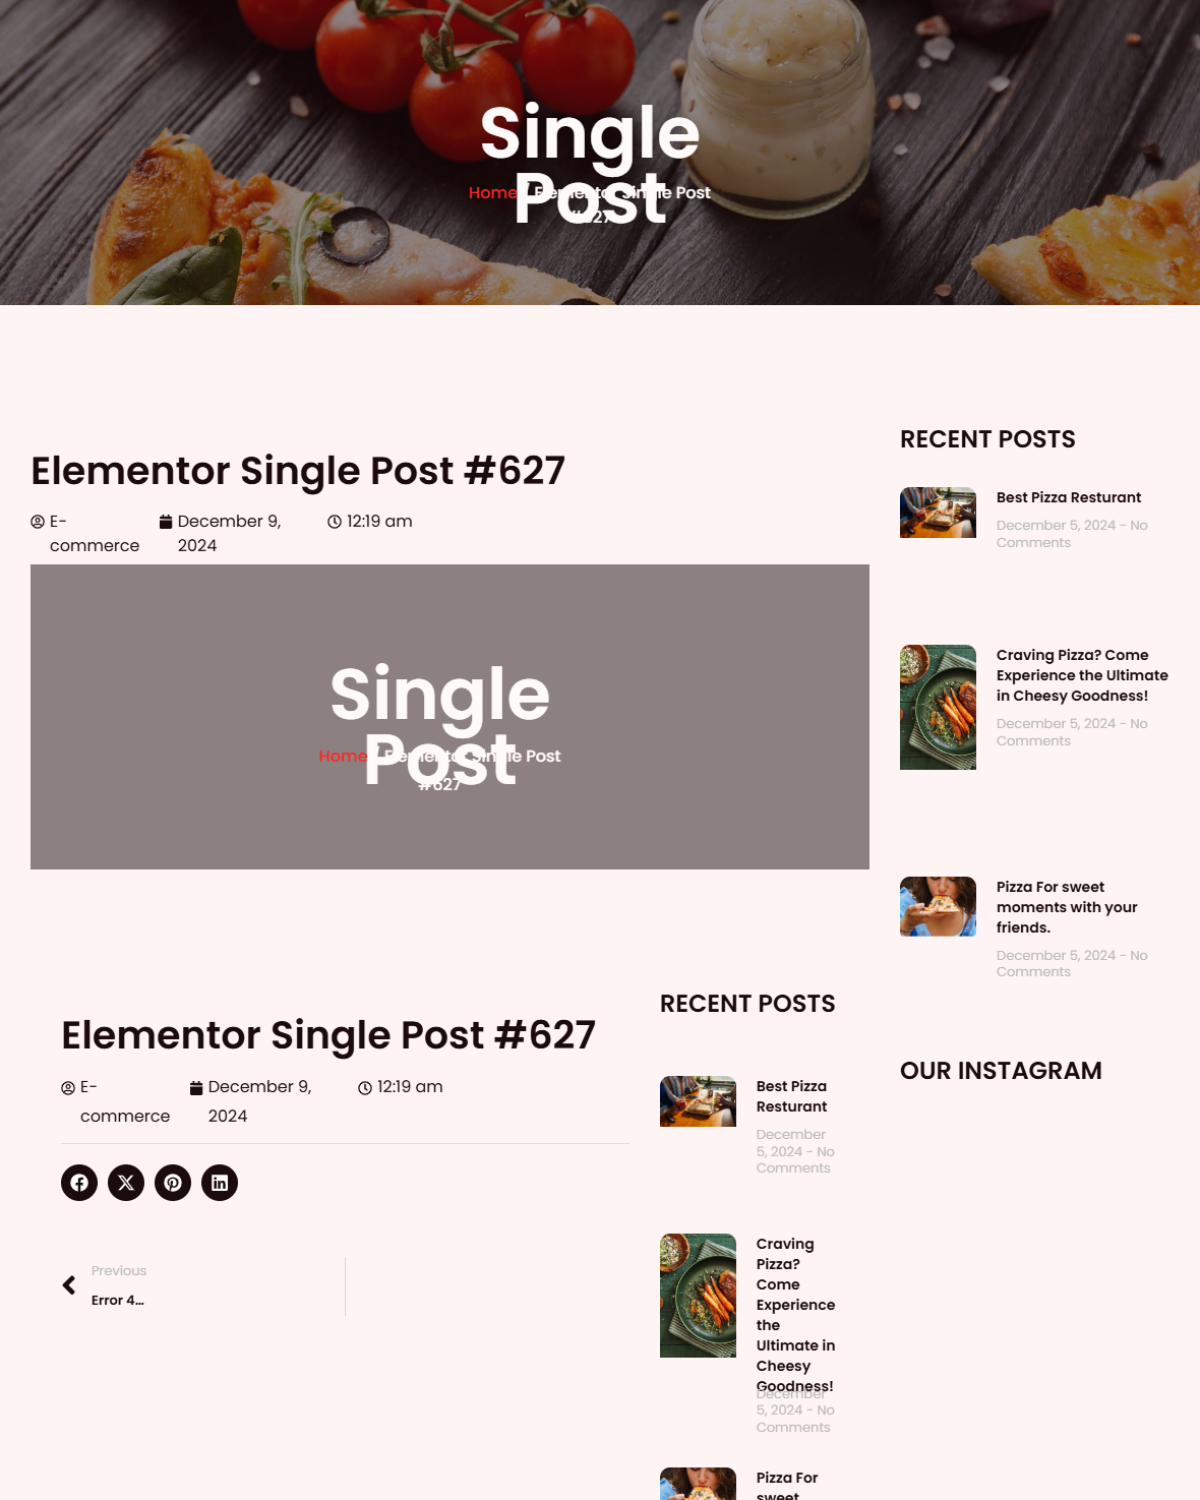 Single
Post
Home / Elementor Single Post
#627
Elementor Single Post #627
E-
commerce
December 9,
2024
12:19 am
Single
Post
Home / Elementor Single Post
#627
Elementor Single Post #627
E-
commerce
December 9,
2024
12:19 am
Previous
Error 4...
RECENT POSTS
Best Pizza
Resturant
December
5, 2024 - No
Comments
Craving
Pizza?
Come
Experience
the
Ultimate in
Cheesy
Goodness!
December
5, 2024 - No
Comments
Pizza For
sweet
RECENT POSTS
Best Pizza Resturant
December 5, 2024 - No
Comments
Craving Pizza? Come
Experience the Ultimate
in Cheesy Goodness!
December 5, 2024 - No
Comments
Pizza For sweet
moments with your
friends.
December 5, 2024 - No
Comments
OUR INSTAGRAM